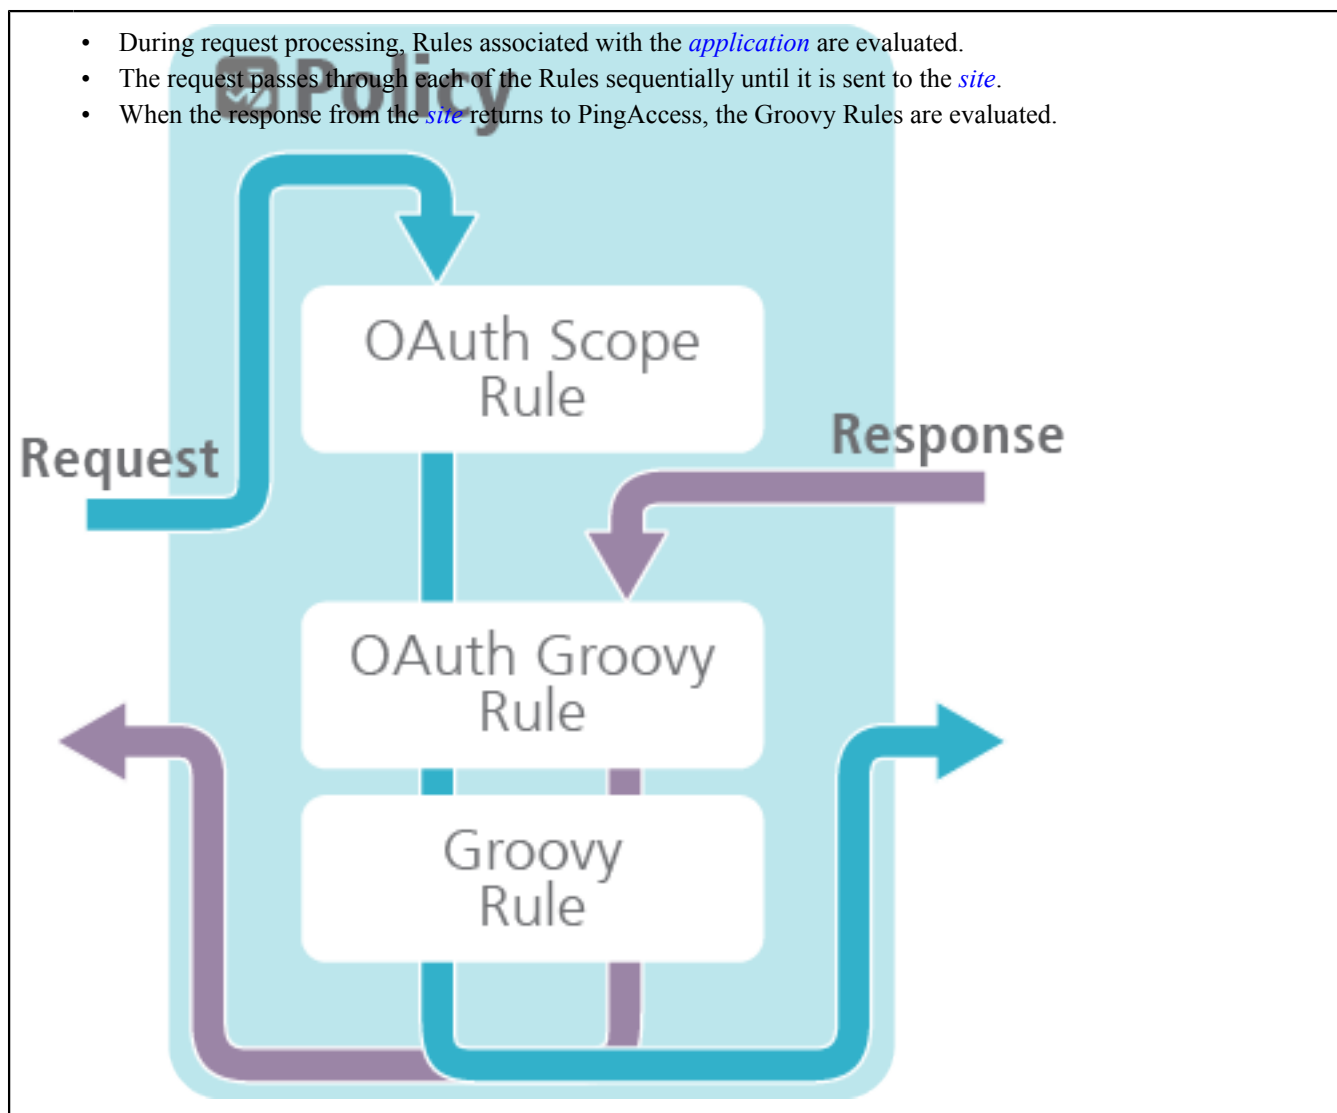 • During request processing, Rules associated with the application are evaluated.
• The request passes through each of the Rules sequentially until it is sent to the site.
• When the response from the site returns to PingAccess, the Groovy Rules are evaluated.
Policy
OAuth Scope
Rule
Request
Response
OAuth Groovy
Rule
Groovy
Rule